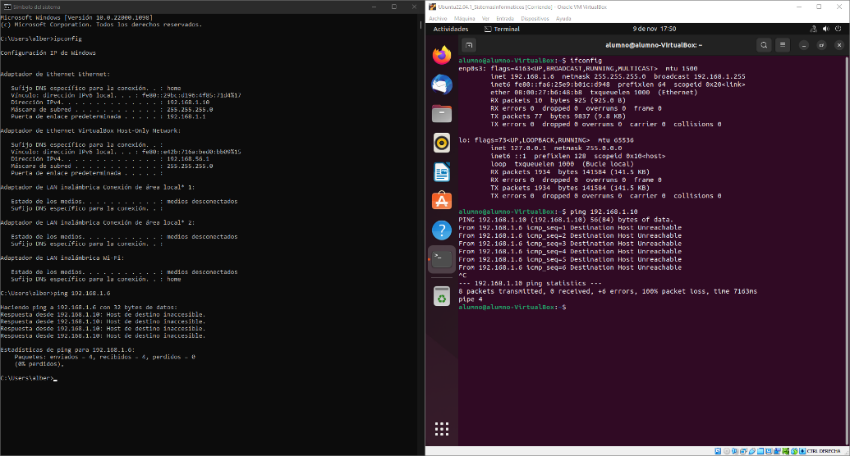 Símbolo del sistema
Microsoft Windows [Versión 10.0.22000.1098]
(c) Microsoft Corporation. Todos los derechos reservados.
C:\Users\alber>ipconfig
Configuración IP de Windows
Adaptador de Ethernet Ethernet:
Sufijo DNS específico para la conexión. . : home
Vínculo: dirección IPv6 local. . . :
Dirección IPv4. . . . . . . . . . . . . . : 192.168.1.10
Máscara de subred . . . . . . . . . . . . : 255.255.255.0
Puerta de enlace predeterminada . . . . . : 192.168.1.1
Adaptador de Ethernet VirtualBox Host-Only Network:
Sufijo DNS específico para la conexión. . :
Vínculo: dirección IPv6 local. . . :
Dirección IPv4. . . . . . . . . . . . . . : 192.168.56.1
Máscara de subred . . . . . . . . . . . . : 255.255.255.0
Puerta de enlace predeterminada . . . . . :
Adaptador de LAN inalámbrica Conexión de área local* 1:
Estado de los medios. . . . . . . . . . . : medios desconectados
Sufijo DNS específico para la conexión. . :
Adaptador de LAN inalámbrica Conexión de área local* 2:
Estado de los medios. . . . . . . . . . . : medios desconectados
Sufijo DNS específico para la conexión. . :
Adaptador de LAN inalámbrica Wi-Fi:
Estado de los medios. . . . . . . . . . . : medios desconectados
Sufijo DNS específico para la conexión. . : home
C:\Users\alber>ping 192.168.1.6
Haciendo ping a 192.168.1.6 con 32 bytes de datos:
Respuesta desde 192.168.1.10: Host de destino inaccesible.
Respuesta desde 192.168.1.10: Host de destino inaccesible.
Respuesta desde 192.168.1.10: Host de destino inaccesible.
Respuesta desde 192.168.1.10: Host de destino inaccesible.
Estadísticas de ping para 192.168.1.6:
Paquetes: enviados = 4, recibidos = 4, perdidos = 0
(0% perdidos),
C:\Users\alber>
[Corriendo] - Oracle VM VirtualBox
Archivo Máquina Ver Entrada Dispositivos Ayuda
Actividades Terminal 9 de nov 17:50
alumno@alumno-VirtualBox: ~
alumno@alumno-VirtualBox:~$ ifconfig
enp0s3: flags=4163<UP,BROADCAST,RUNNING,MULTICAST> mtu 1500
inet 192.168.1.6 netmask 255.255.255.0 broadcast 192.168.1.255
inet6 fe80::fa6:25e9:b01c:d948 prefixlen 64 scopeid 0x20<link>
ether 08:00:27:b6:48:b8 txqueuelen 1000 (Ethernet)
RX packets 10 bytes 925 (925.0 B)
RX errors 0 dropped 0 overruns 0 frame 0
TX packets 77 bytes 9837 (9.8 KB)
TX errors 0 dropped 0 overruns 0 carrier 0 collisions 0
lo: flags=73<UP,LOOPBACK,RUNNING> mtu 65536
inet 127.0.0.1 netmask 255.0.0.0
inet6 ::1 prefixlen 128 scopeid 0x10<host>
loop txqueuelen 1000 (Bucle local)
RX packets 1934 bytes 141584 (141.5 KB)
RX errors 0 dropped 0 overruns 0 frame 0
TX packets 1934 bytes 141584 (141.5 KB)
TX errors 0 dropped 0 overruns 0 carrier 0 collisions 0
alumno@alumno-VirtualBox:~$ ping 192.168.1.10
PING 192.168.1.10 (192.168.1.10) 56(84) bytes of data.
From 192.168.1.6 icmp_seq=1 Destination Host Unreachable
From 192.168.1.6 icmp_seq=2 Destination Host Unreachable
From 192.168.1.6 icmp_seq=3 Destination Host Unreachable
From 192.168.1.6 icmp_seq=4 Destination Host Unreachable
From 192.168.1.6 icmp_seq=5 Destination Host Unreachable
From 192.168.1.6 icmp_seq=6 Destination Host Unreachable
^C
--- 192.168.1.10 ping statistics ---
8 packets transmitted, 0 received, +6 errors, 100% packet loss, time 7163ms
pipe 4
alumno@alumno-VirtualBox:~$
CTRL DERECHA